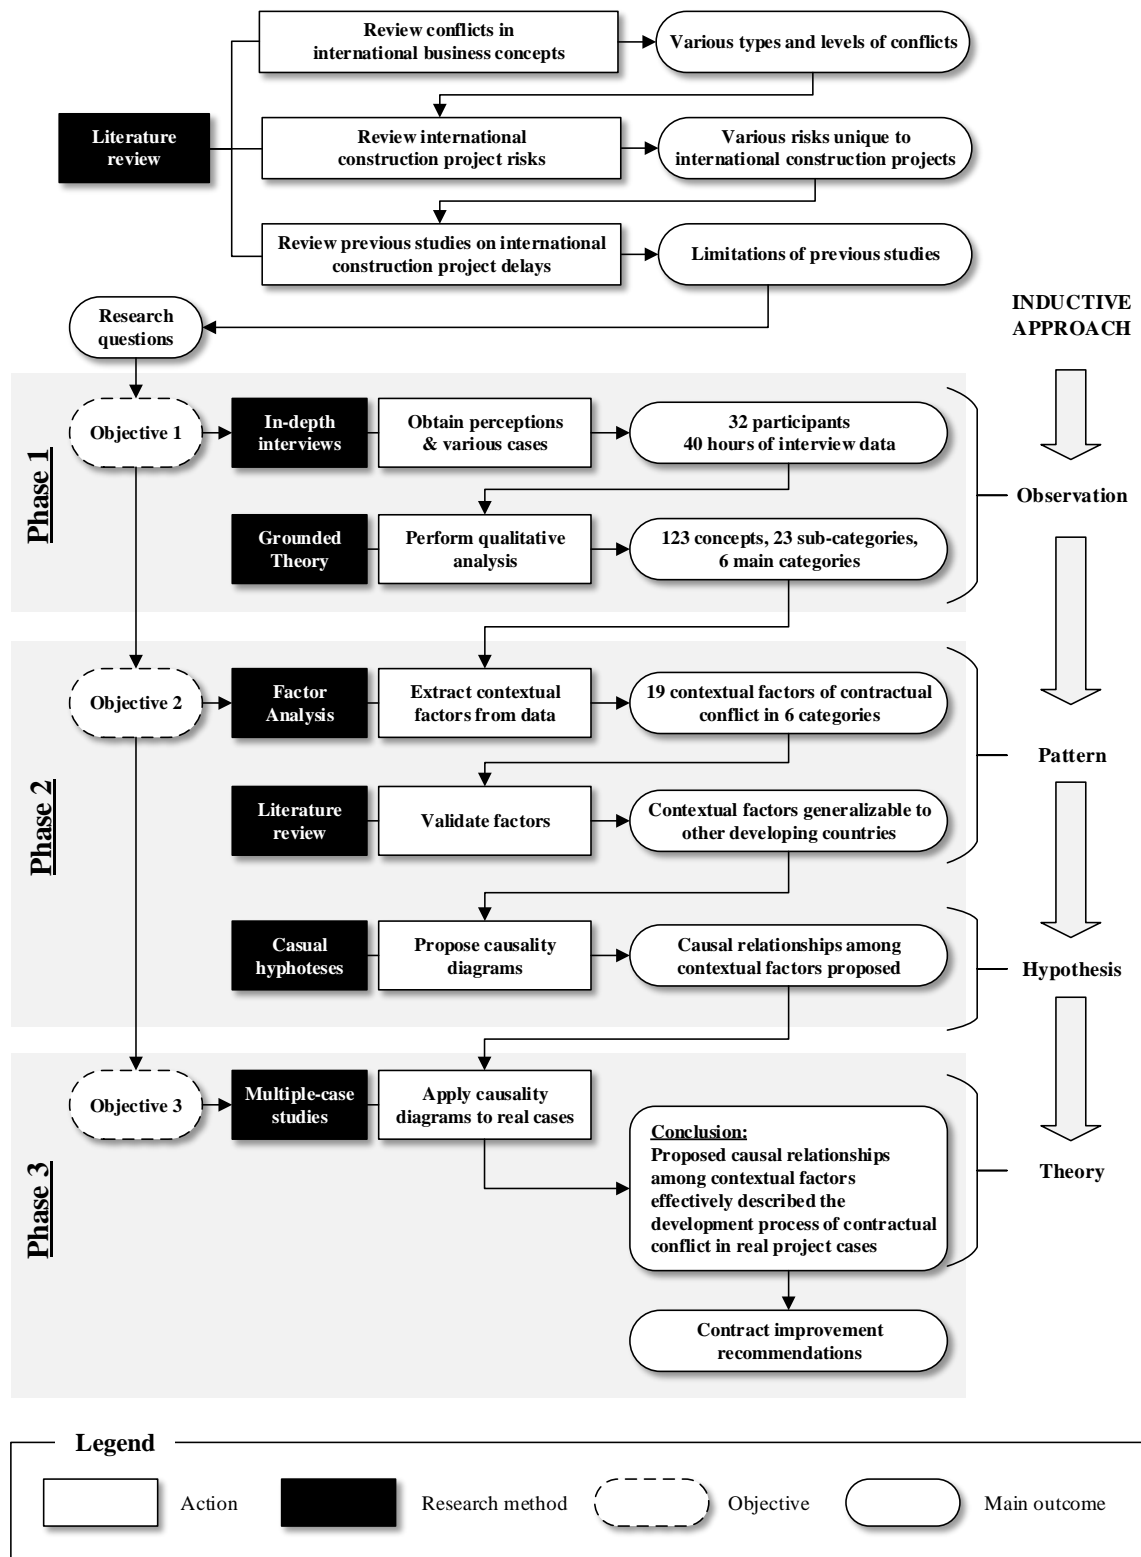 Review conflicts in
international business concepts
Various types and levels of conflicts
Literature
review
Review international
construction project risks
Various risks unique to
international construction projects
Review previous studies on international
construction project delays
Limitations of previous studies
Research
questions
INDUCTIVE
APPROACH
Phase 1
Objective 1
In-depth
interviews
Obtain perceptions
& various cases
32 participants
40 hours of interview data
Observation
Grounded
Theory
Perform qualitative
analysis
123 concepts, 23 sub-categories,
6 main categories
Phase 2
Objective 2
Factor
Analysis
Extract contextual
factors from data
19 contextual factors of contractual
conflict in 6 categories
Pattern
Literature
review
Validate factors
Contextual factors generalizable to
other developing countries
Casual
hyphoteses
Propose causality
diagrams
Causal relationships among
contextual factors proposed
Hypothesis
Phase 3
Objective 3
Multiple-case
studies
Apply causality
diagrams to real cases
Conclusion:
Proposed causal relationships
among contextual factors
effectively described the
development process of contractual
conflict in real project cases
Theory
Contract improvement
recommendations
Legend
Action
Research method
Objective
Main outcome